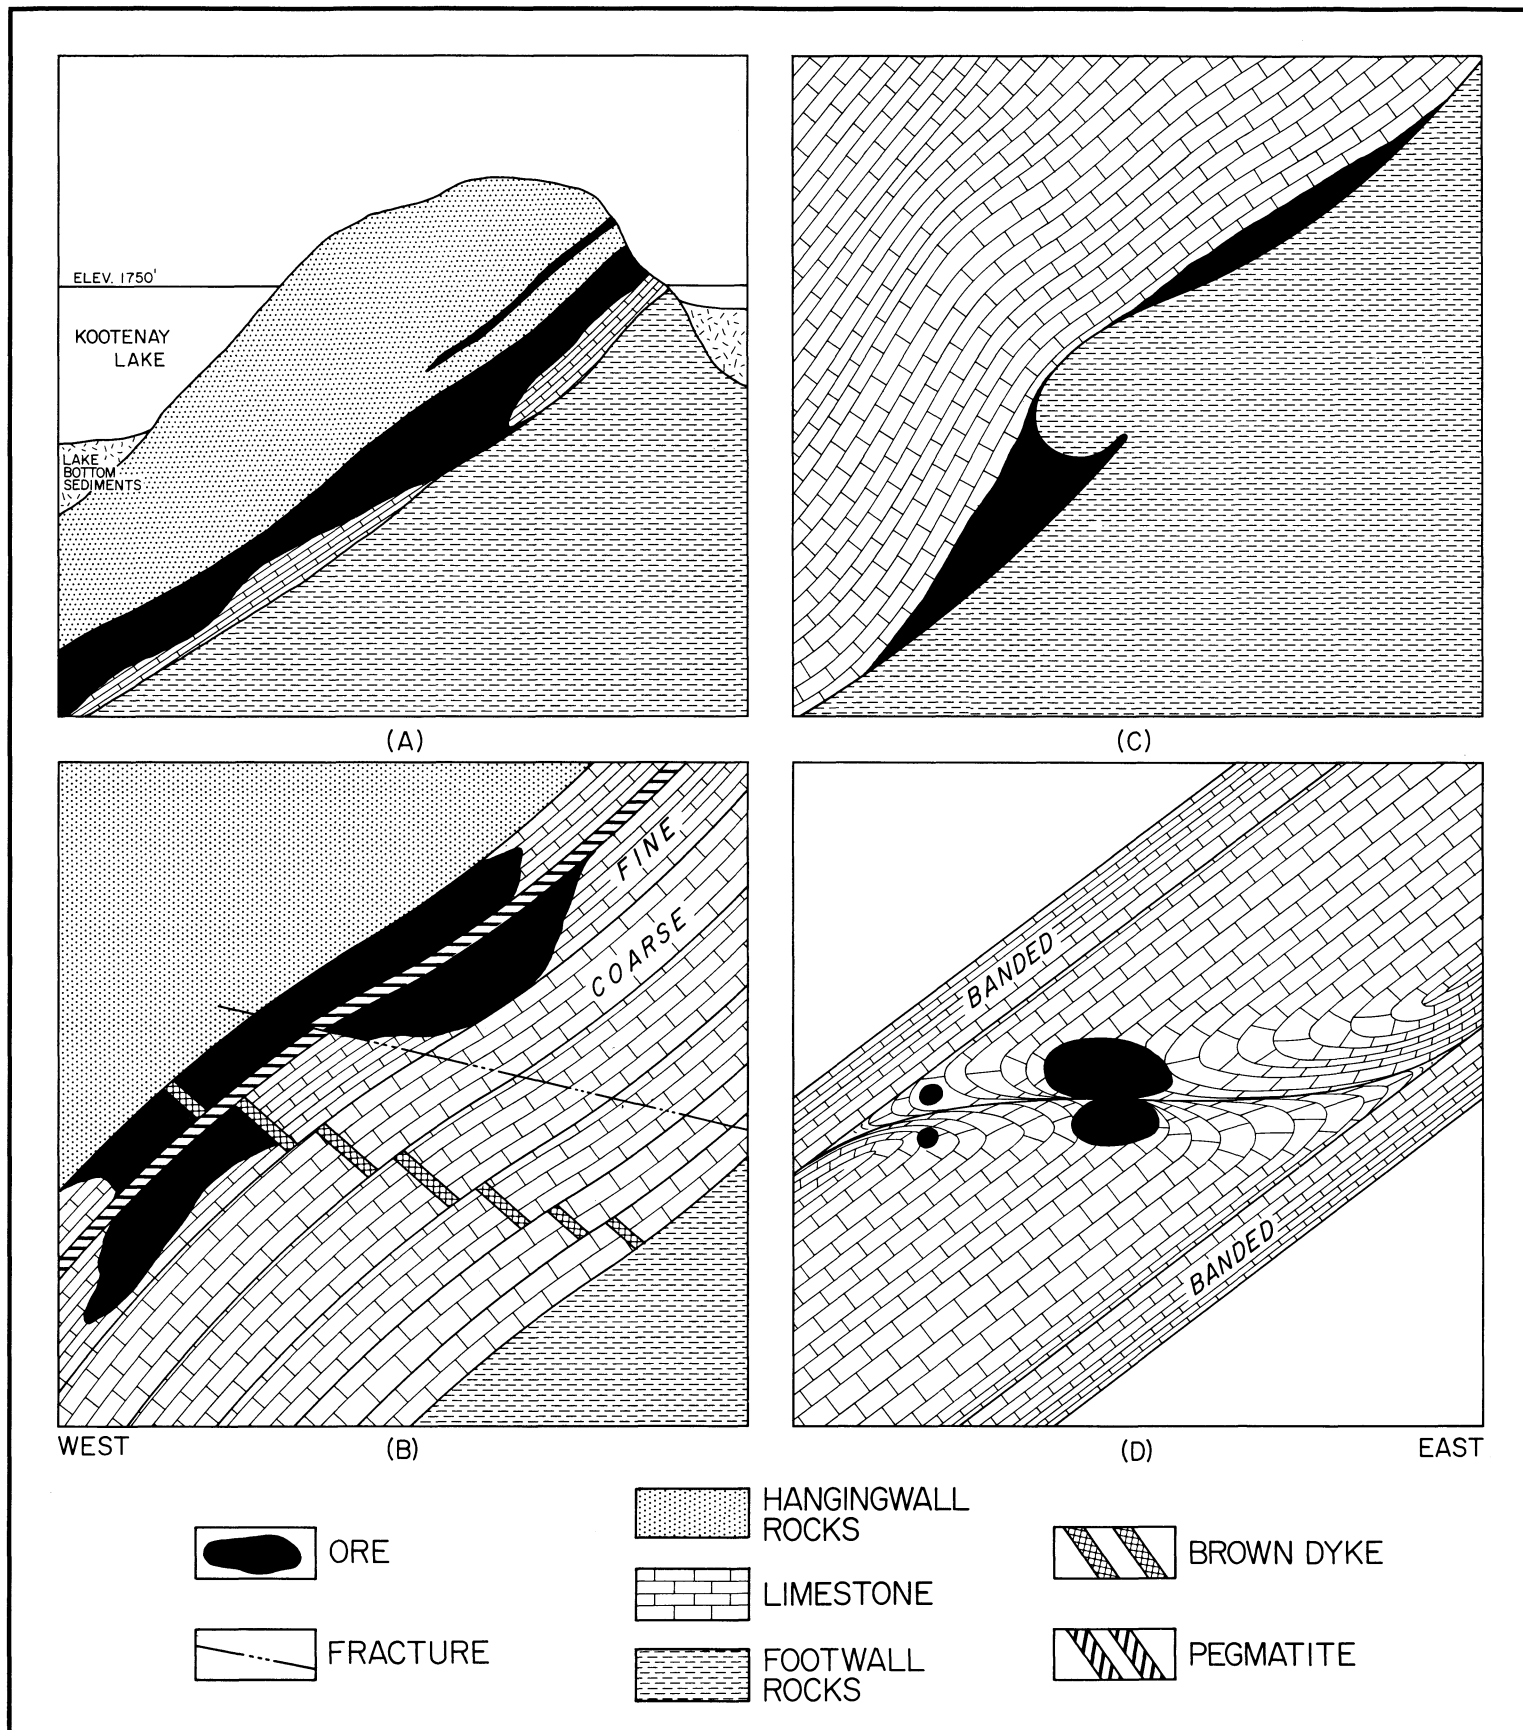 ELEV. 1750'
KOOTENAY
LAKE
LAKE
BOTTOM
SEDIMENTS
(A)
(C)
FINE
COARSE
BANDED
BANDED
WEST
(B)
(D)
EAST
ORE
FRACTURE
HANGINGWALL
ROCKS
LIMESTONE
FOOTWALL
ROCKS
BROWN DYKE
PEGMATITE